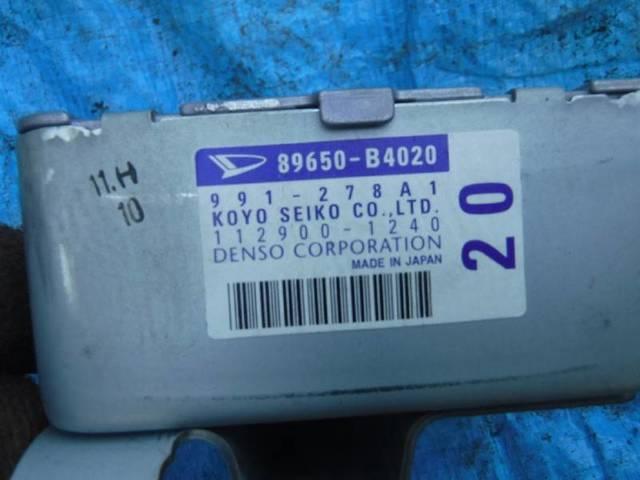 89650-B4020
991-278A1
KOYO SEIKO CO.,LTD.
112900-1240
DENSO CORPORATION
MADE IN JAPAN
20
11.H
10